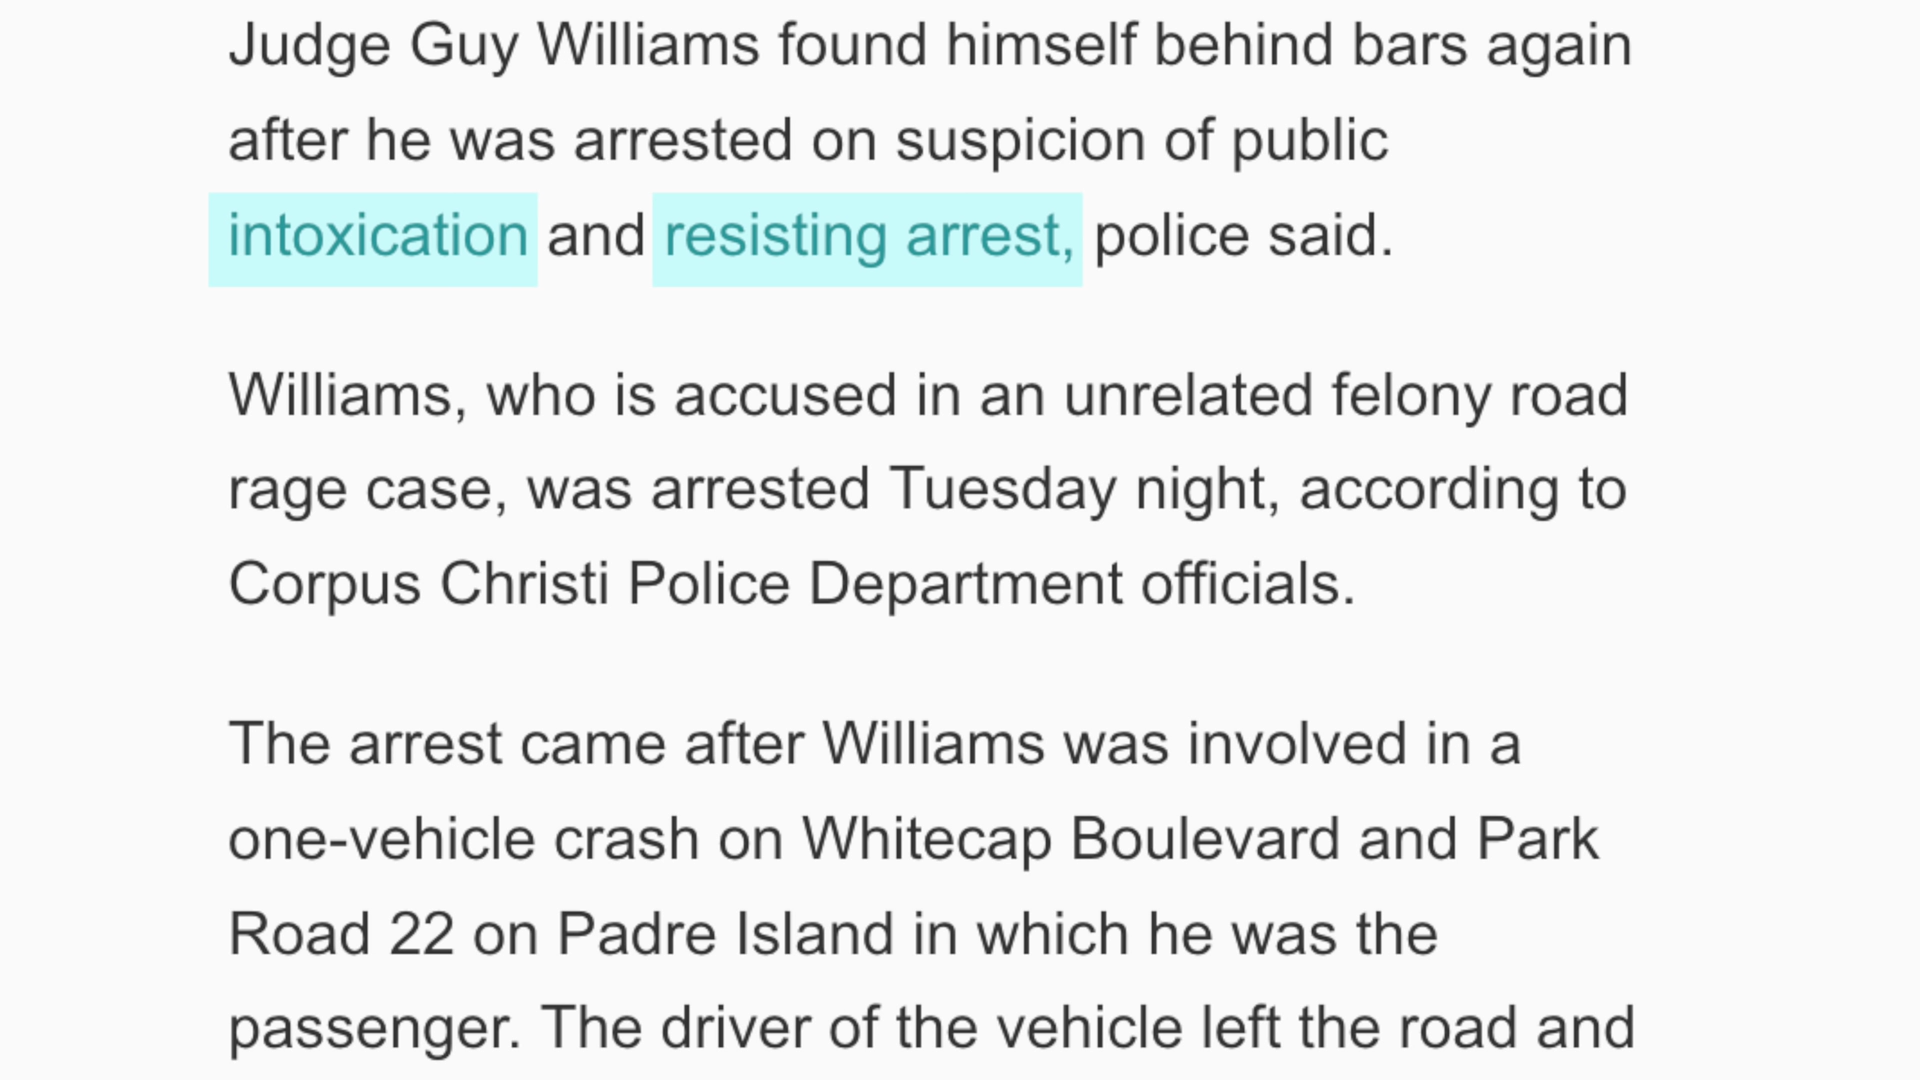 Judge Guy Williams found himself behind bars again
after he was arrested on suspicion of public
intoxication and resisting arrest, police said.
Williams, who is accused in an unrelated felony road
rage case, was arrested Tuesday night, according to
Corpus Christi Police Department officials.
The arrest came after Williams was involved in a
one-vehicle crash on Whitecap Boulevard and Park
Road 22 on Padre Island in which he was the
passenger. The driver of the vehicle left the road and